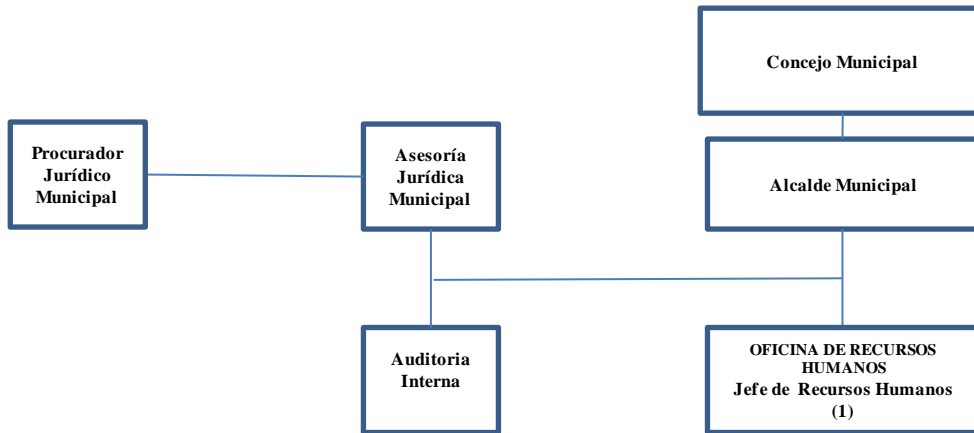 Concejo Municipal
Procurador
Jurídico
Municipal
Asesoría
Jurídica
Municipal
Alcalde Municipal
Auditoria
Interna
OFICINA DE RECURSOS
HUMANOS
Jefe de Recursos Humanos
(1)